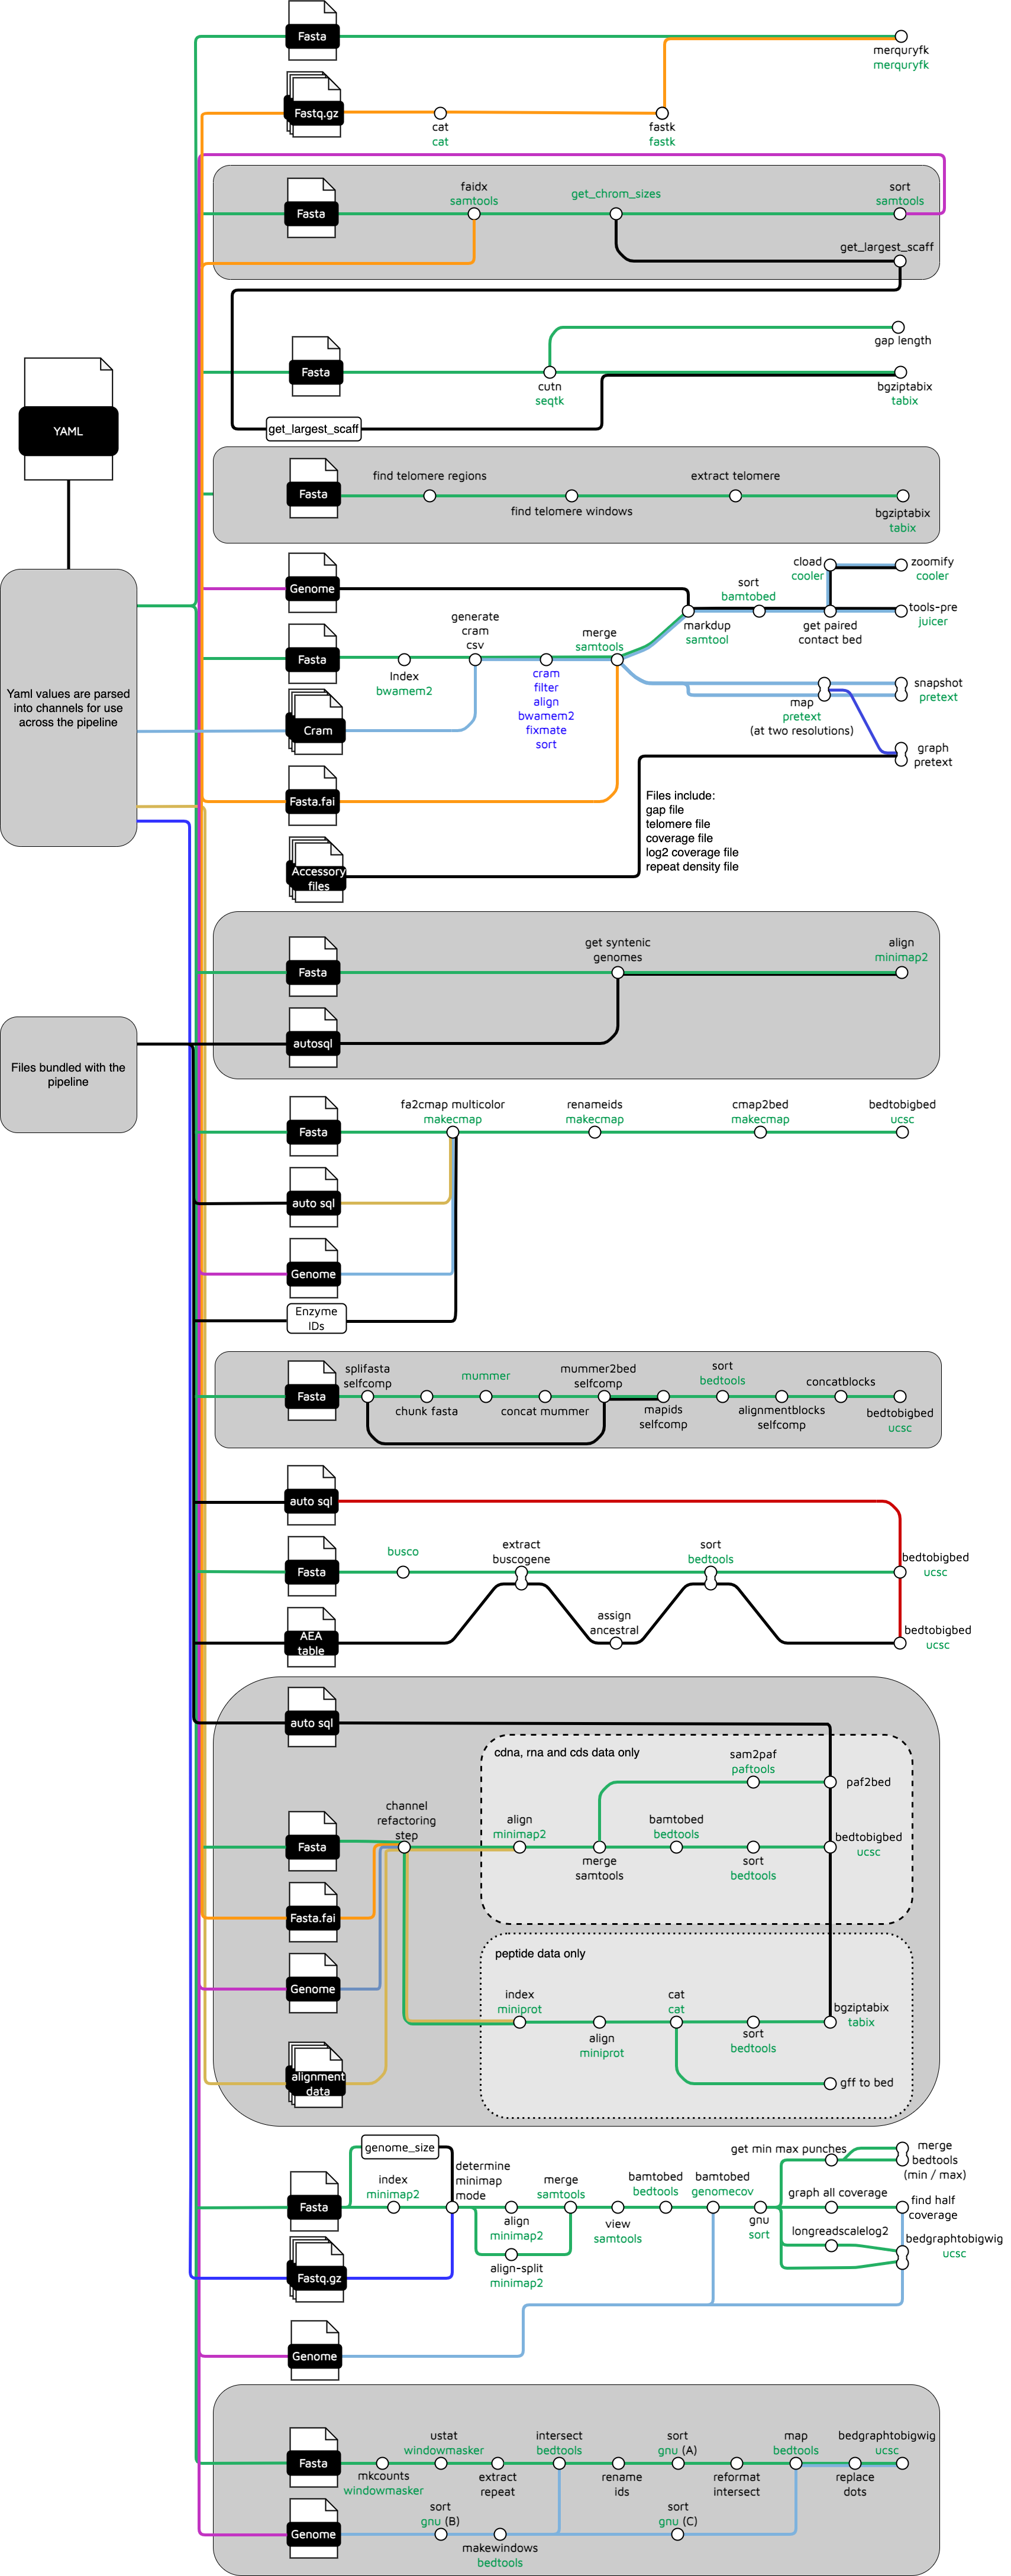 Fasta
merquryfk
merquryfk
Fastq.gz
cat
cat
fastk
fastk
Fasta
faidx
samtools
get_chrom_sizes
sort
samtools
get_largest_scaff
gap length
Fasta
cutn
seqtk
bgziptabix
tabix
get_largest_scaff
YAML
Fasta
find telomere regions
find telomere windows
extract telomere
bgziptabix
tabix
Yaml values are parsed
into channels for use
across the pipeline
Genome
cload
cooler
zoomify
cooler
sort
bamtobed
markdup
samtool
get paired
contact bed
tools-pre
juicer
Fasta
Index
bwamem2
generate
cram
csv
merge
samtools
cram
filter
align
bwamem2
fixmate
sort
map
pretext
(at two resolutions)
snapshot
pretext
Cram
graph
pretext
Fasta.fai
Files include:
gap file
telomere file
coverage file
log2 coverage file
repeat density file
Accessory
files
Fasta
get syntenic
genomes
align
minimap2
autosql
Files bundled with the
pipeline
Fasta
fa2cmap multicolor
makecmap
renameids
makecmap
cmap2bed
makecmap
bedtobigbed
ucsc
auto sql
Genome
Enzyme
IDs
Fasta
splifasta
selfcomp
chunk fasta
mummer
concat mummer
mummer2bed
selfcomp
mapids
selfcomp
sort
bedtools
alignmentblocks
selfcomp
concatblocks
bedtobigbed
ucsc
auto sql
Fasta
busco
extract
buscogene
sort
bedtools
bedtobigbed
ucsc
AEA
table
assign
ancestral
bedtobigbed
ucsc
auto sql
cdna, rna and cds data only
sam2paf
paftools
paf2bed
Fasta
channel
refactoring
step
align
minimap2
merge
samtools
bamtobed
bedtools
sort
bedtools
bedtobigbed
ucsc
Fasta.fai
peptide data only
Genome
index
miniprot
align
miniprot
cat
cat
sort
bedtools
bgziptabix
tabix
alignment
data
gff to bed
genome_size
Fasta
index
minimap2
determine
minimap
mode
align
minimap2
align-split
minimap2
merge
samtools
view
samtools
bamtobed
bedtools
bamtobed
genomecov
gnu
sort
get min max punches
merge
bedtools
(min / max)
graph all coverage
find half
coverage
longreadscalelog2
bedgraphtobigwig
ucsc
Fastq.gz
Genome
Fasta
mkcounts
windowmasker
ustat
windowmasker
extract
repeat
intersect
bedtools
rename
ids
sort
gnu (A)
reformat
intersect
map
bedtools
replace
dots
bedgraphtobigwig
ucsc
Genome
sort
gnu (B)
makewindows
bedtools
sort
gnu (C)